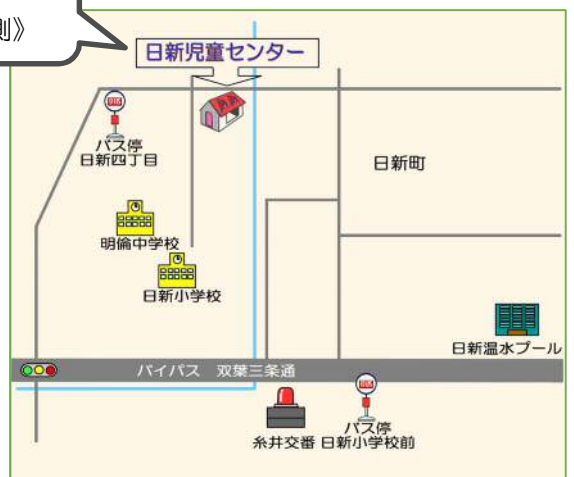 側》
日新児童センター
バス停
日新四丁目
日新町
明倫中学校
日新小学校
日新温水プール
バイパス 双葉三条通
糸井交番
バス停
日新小学校前